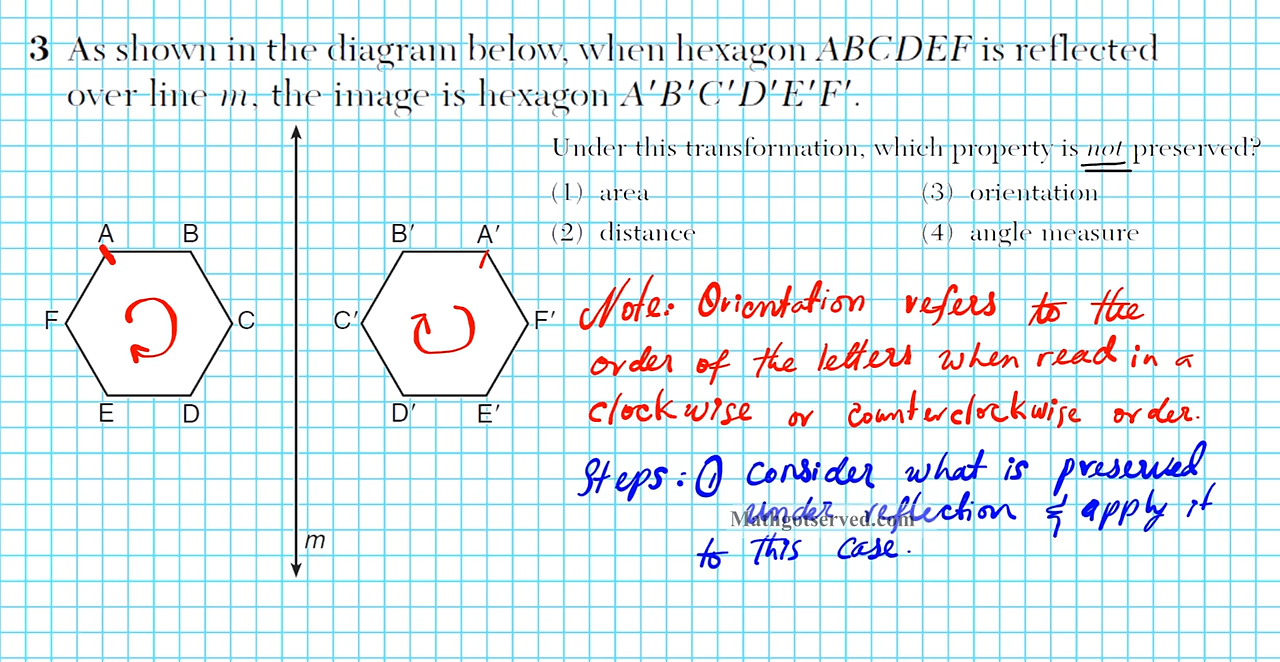 3 As shown in the diagram below, when hexagon ABCDEF is reflected
over line m, the image is hexagon A′B′C′D′E′F′.
Under this transformation, which property is not preserved?
(1) area (3) orientation
(2) distance (4) angle measure
A B B′ A′
F C C′ F′
E D D′ E′
m
Note: Orientation refers to the
order of the letters when read in a
clockwise or counterclockwise order.
Steps: ① Consider what is preserved
under reflection & apply it
to this case.
Mathgotserved.com